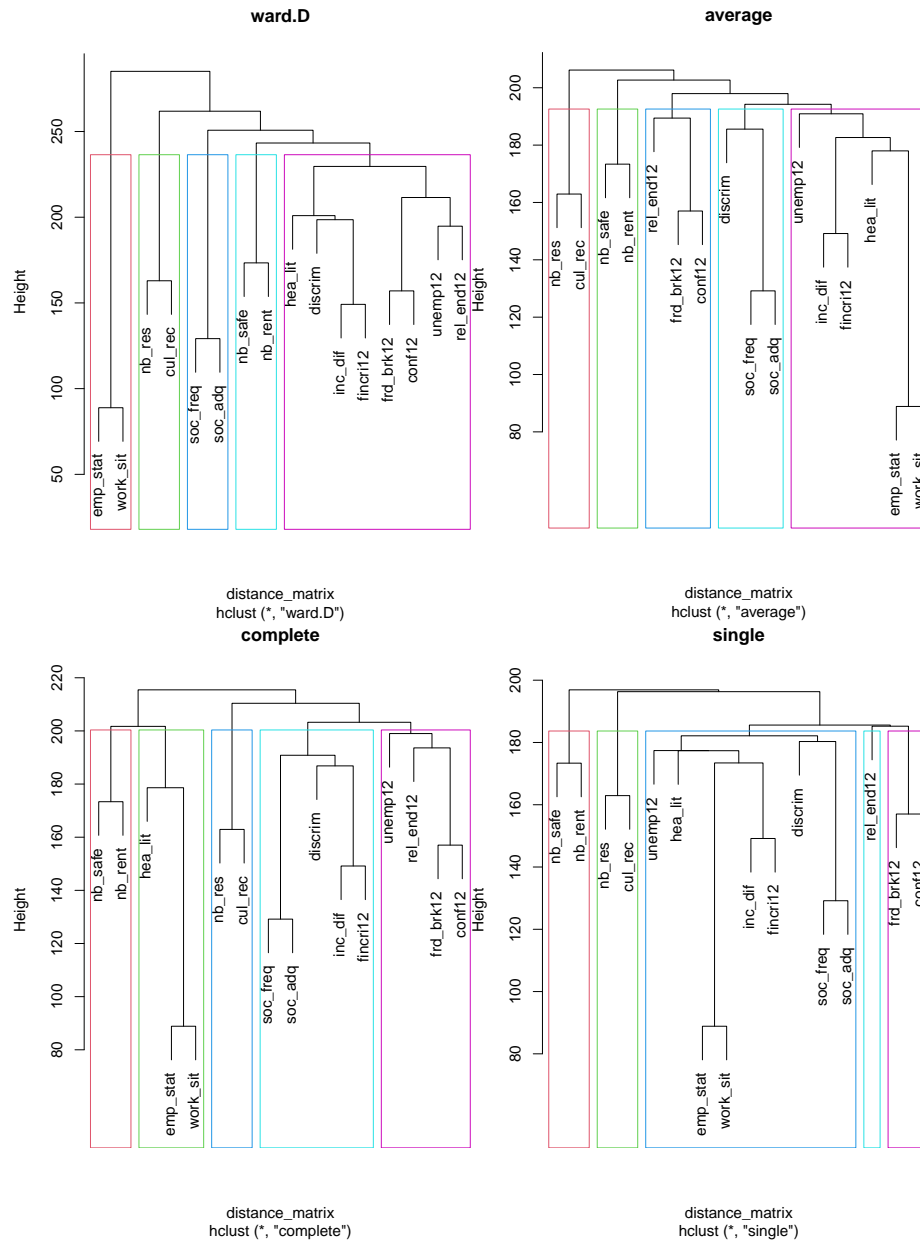 ward.D
Height
250
200
150
100
50
emp_stat
work_sit
nb_res
cul_rec
soc_freq
soc_adq
nb_safe
nb_rent
hea_lit
discrim
inc_dif
fincri12
frd_brk12
conf12
unemp12
rel_end12
distance_matrix
hclust (*, "ward.D")
average
Height
200
180
160
140
120
100
80
nb_res
cul_rec
nb_safe
nb_rent
rel_end12
frd_brk12
conf12
discrim
soc_freq
soc_adq
unemp12
inc_dif
fincri12
hea_lit
emp_stat
work_sit
distance_matrix
hclust (*, "average")
complete
Height
220
200
180
160
140
120
100
80
nb_safe
nb_rent
hea_lit
emp_stat
work_sit
nb_res
cul_rec
soc_freq
soc_adq
discrim
inc_dif
fincri12
unemp12
rel_end12
frd_brk12
conf12
distance_matrix
hclust (*, "complete")
single
Height
200
180
160
140
120
100
80
nb_safe
nb_rent
nb_res
cul_rec
unemp12
hea_lit
emp_stat
work_sit
inc_dif
fincri12
discrim
soc_freq
soc_adq
rel_end12
frd_brk12
conf12
distance_matrix
hclust (*, "single")